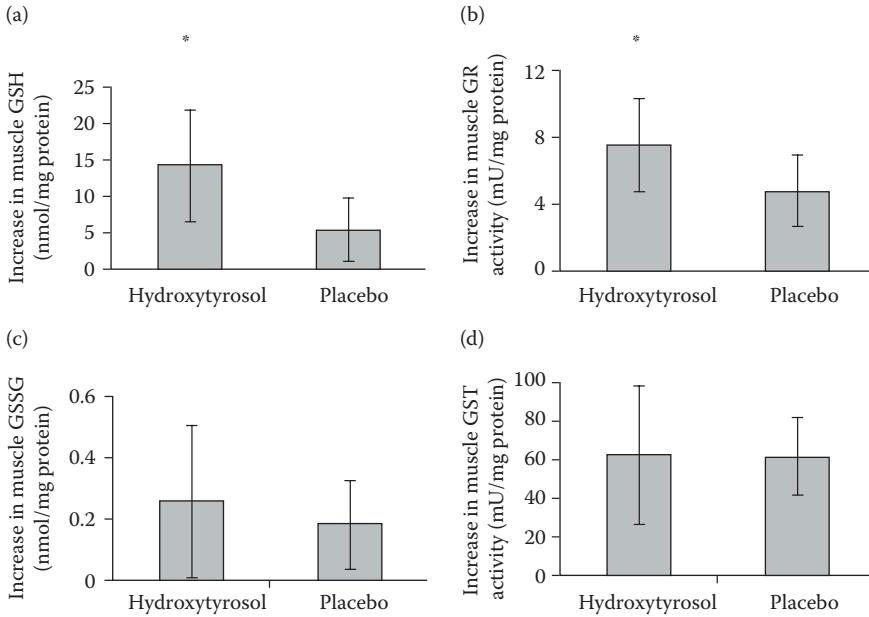 (a)
*
Increase in muscle GSH
(nmol/mg protein)
25
20
15
10
5
0
Hydroxytyrosol
Placebo
(b)
*
Increase in muscle GR
activity (mU/mg protein)
12
8
4
0
Hydroxytyrosol
Placebo
(c)
Increase in muscle GSSG
(nmol/mg protein)
0.6
0.4
0.2
0
Hydroxytyrosol
Placebo
(d)
Increase in muscle GST
activity (mU/mg protein)
100
80
60
40
20
0
Hydroxytyrosol
Placebo